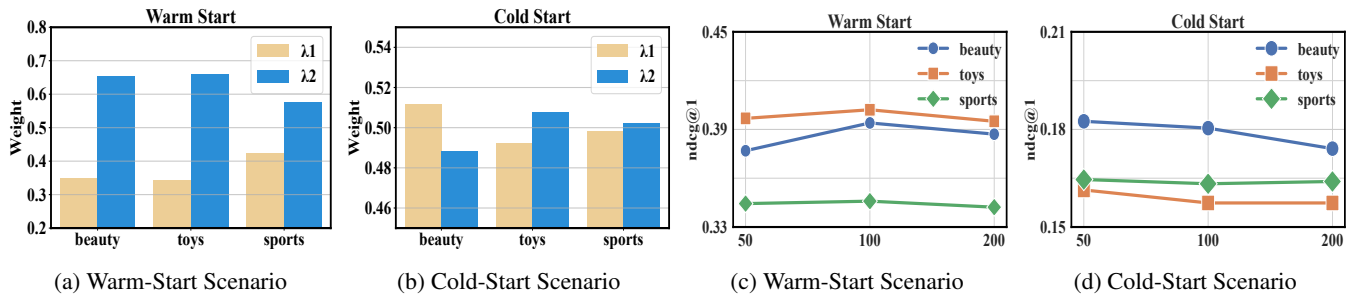 Warm Start
0.8
0.7
0.6
0.5
0.4
0.3
0.2
Weight
λ1
λ2
beauty toys sports
(a) Warm-Start Scenario
Cold Start
0.54
0.52
0.50
0.48
0.46
Weight
λ1
λ2
beauty toys sports
(b) Cold-Start Scenario
Warm Start
0.45
0.39
0.33
ndcg@1
beauty
toys
sports
50 100 200
(c) Warm-Start Scenario
Cold Start
0.21
0.18
0.15
ndcg@1
beauty
toys
sports
50 100 200
(d) Cold-Start Scenario